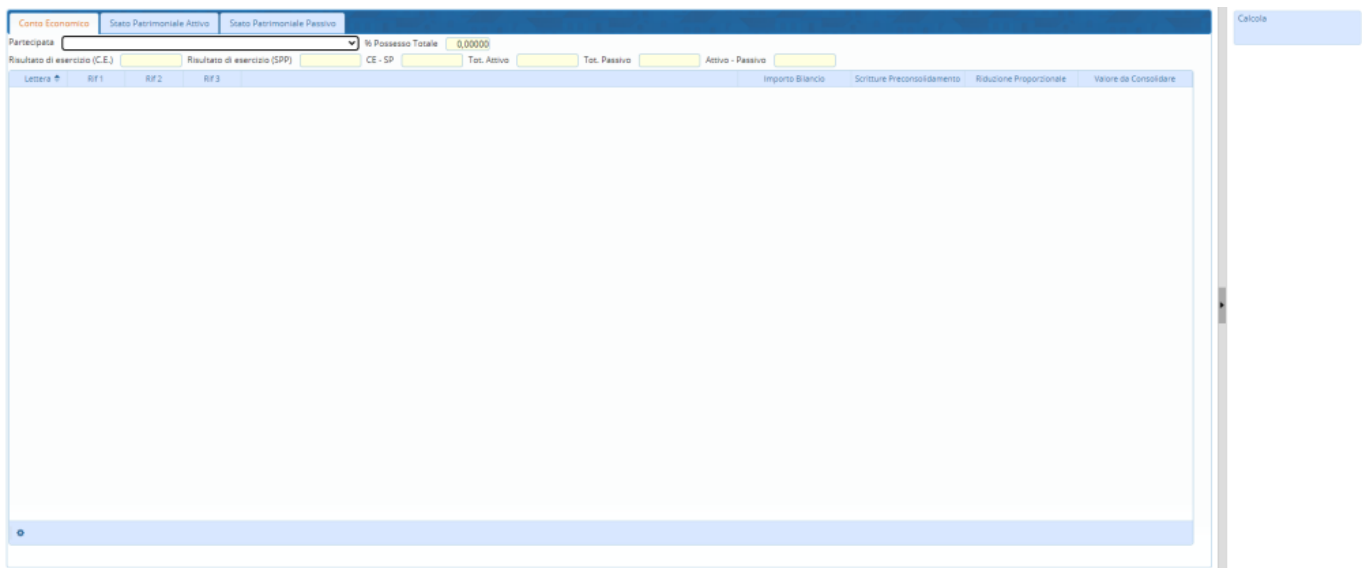 Conto Economico Stato Patrimoniale Attivo Stato Patrimoniale Passivo
Calcola
Partecipata % Possesso Totale 0,00000
Risultato di esercizio (C.E.) Risultato di esercizio (SPP) CE - SP Tot. Attivo Tot. Passivo Attivo - Passivo
Lettera Rif 1 Rif 2 Rif 3 Importo Bilancio Scritture Preconsolidamento Riduzione Proporzionale Valore da Consolidare